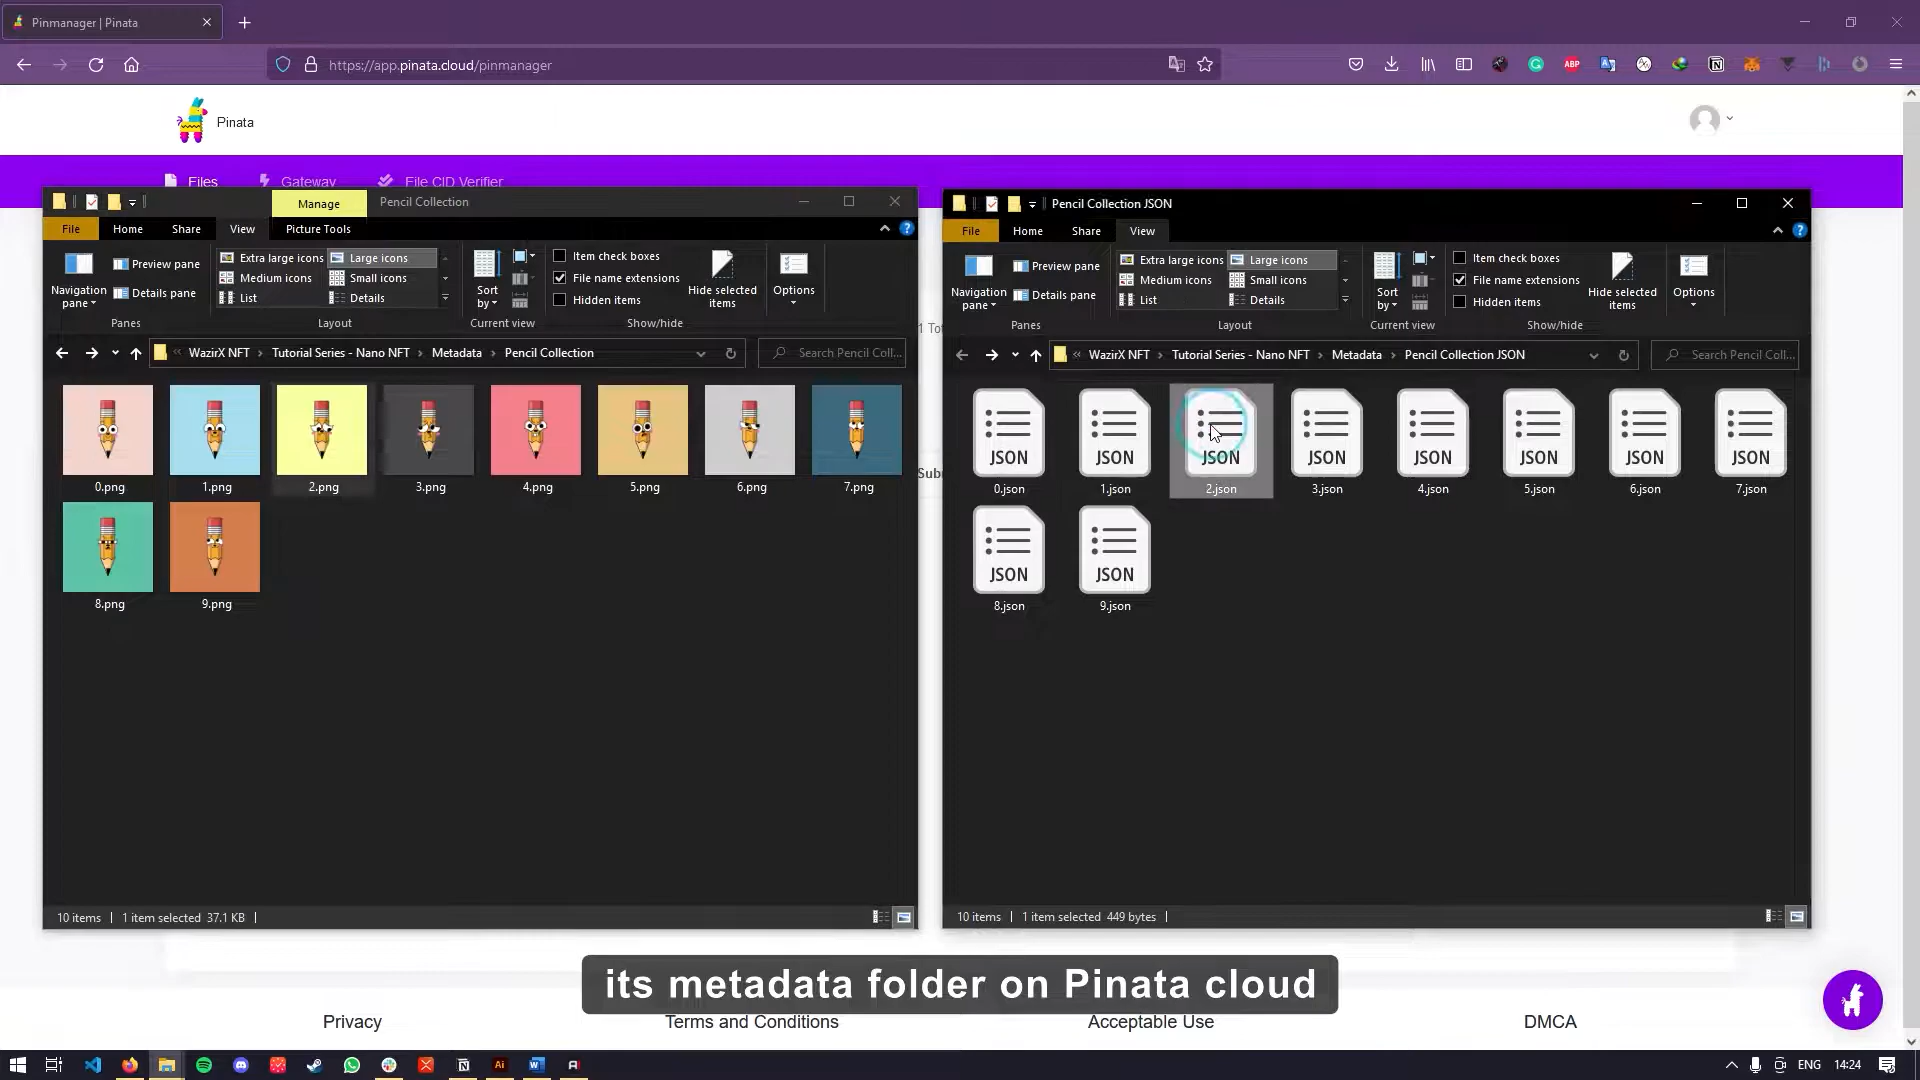 Pinmanager | Pinata
https://app.pinata.cloud/pinmanager
Pinata
Files
Gateway
File CID Verifier
Manage
Pencil Collection
File
Home
Share
View
Picture Tools
Navigation
pane
Preview pane
Details pane
Panes
Extra large icons
Large icons
Medium icons
Small icons
List
Details
Layout
Sort
by
Current view
Item check boxes
File name extensions
Hidden items
Hide selected
items
Show/hide
Options
WazirX NFT
Tutorial Series - Nano NFT
Metadata
Pencil Collection
Search Pencil Coll...
0.png
1.png
2.png
3.png
4.png
5.png
6.png
7.png
8.png
9.png
10 items
1 item selected 37.1 KB
Pencil Collection JSON
File
Home
Share
View
Navigation
pane
Preview pane
Details pane
Panes
Extra large icons
Large icons
Medium icons
Small icons
List
Details
Layout
Sort
by
Current view
Item check boxes
File name extensions
Hidden items
Hide selected
items
Show/hide
Options
WazirX NFT
Tutorial Series - Nano NFT
Metadata
Pencil Collection JSON
Search Pencil Coll...
JSON
JSON
JSON
JSON
JSON
JSON
JSON
JSON
0.json
1.json
2.json
3.json
4.json
5.json
6.json
7.json
JSON
JSON
8.json
9.json
10 items
1 item selected 449 bytes
its metadata folder on Pinata cloud
Privacy
Terms and Conditions
Acceptable Use
DMCA
ENG
14:24